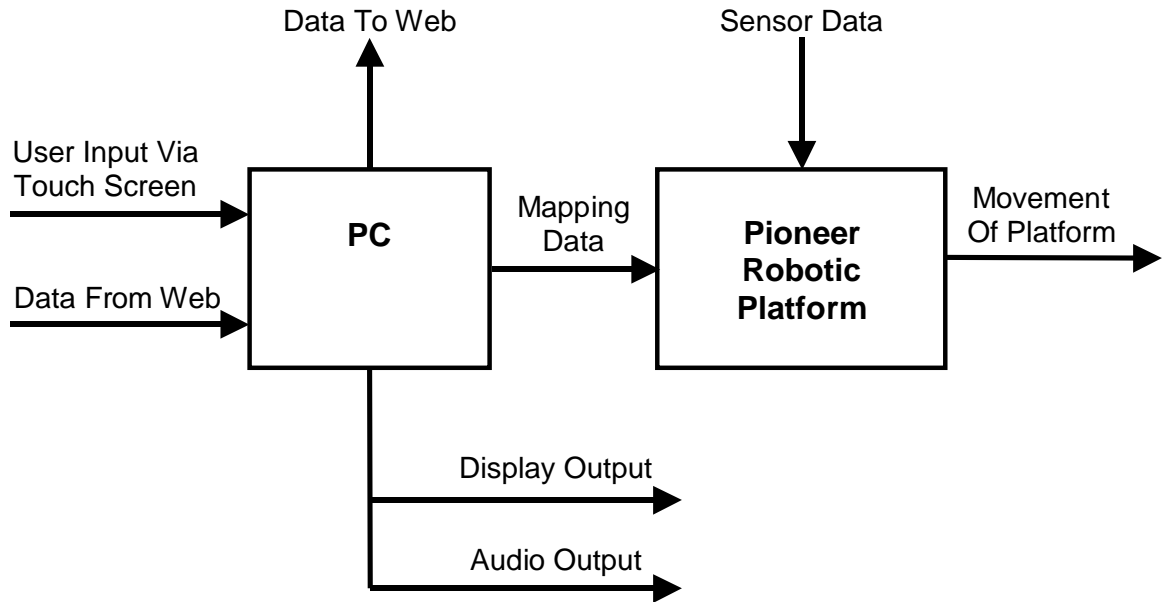 Data To Web
Sensor Data
User Input Via
Touch Screen
PC
Mapping
Data
Pioneer
Robotic
Platform
Movement
Of Platform
Data From Web
Display Output
Audio Output